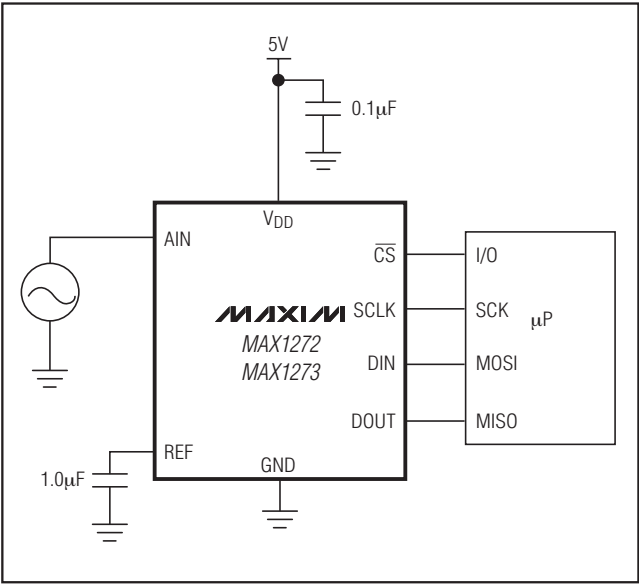 5V
0.1µF
VDD
AIN
CS
I/O
MAXIM
SCLK
SCK
µP
MAX1272
MAX1273
DIN
MOSI
DOUT
MISO
REF
GND
1.0µF